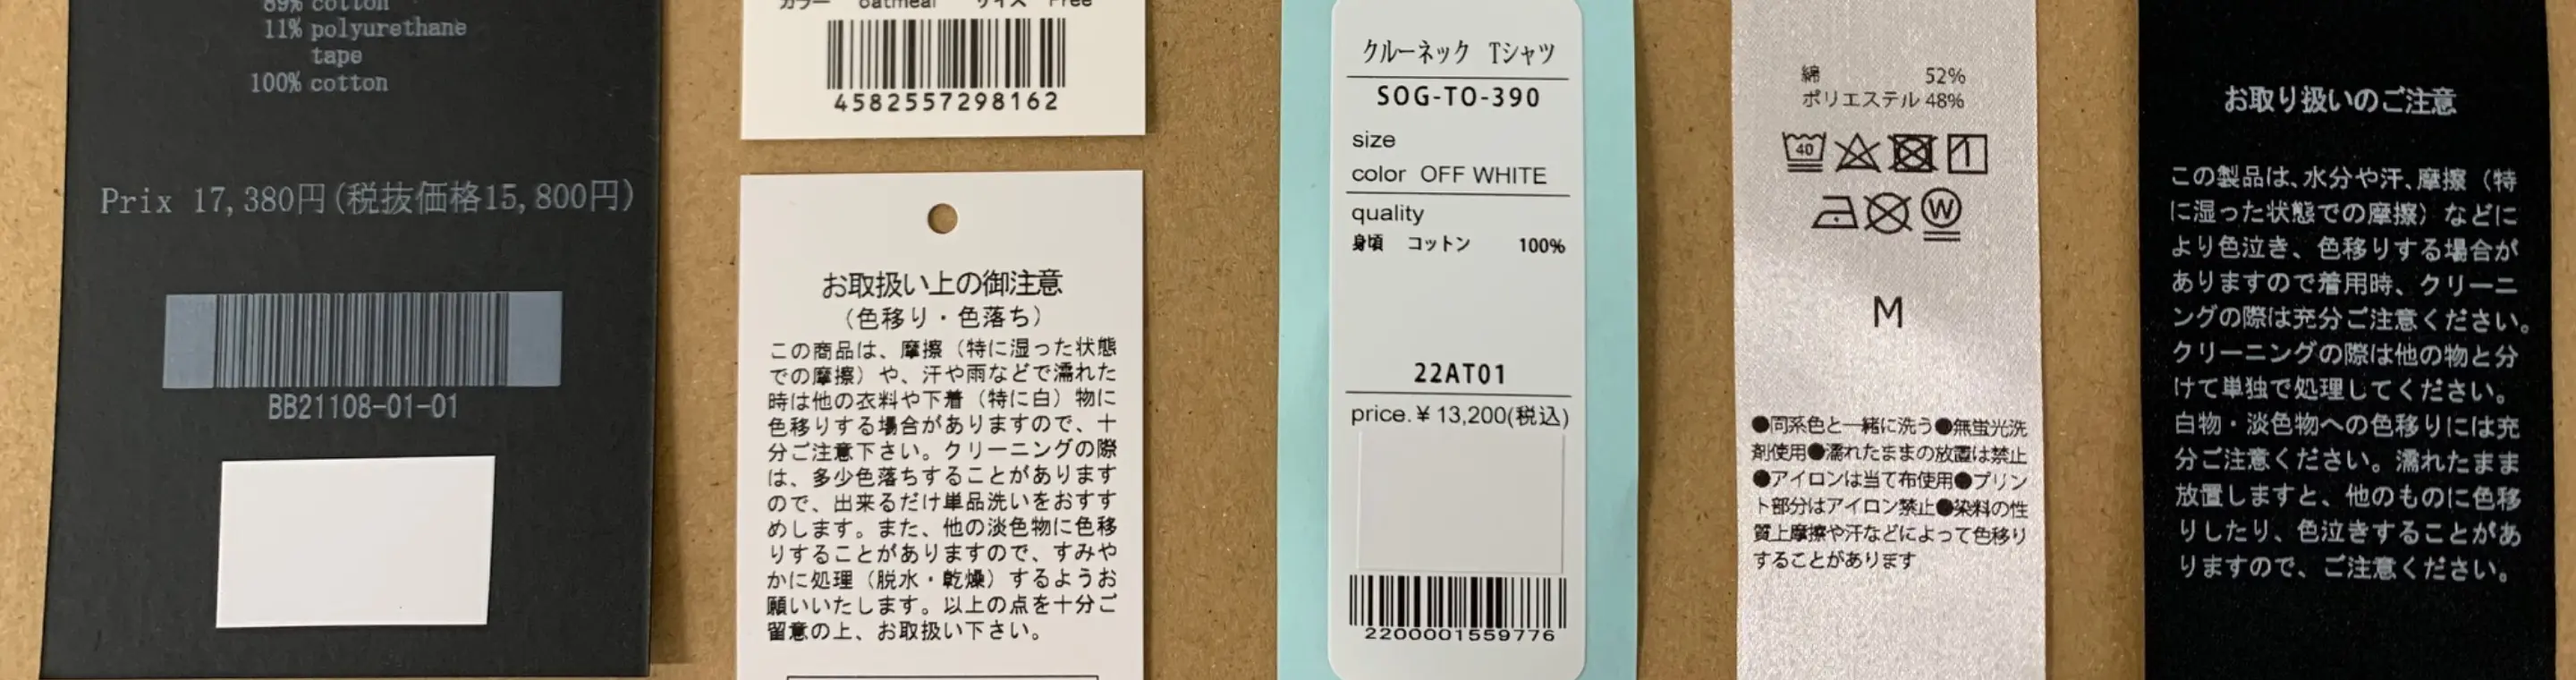 89% cotton
11% polyurethane
tape
100% cotton
Prix 17,380円(税抜価格15,800円)
BB21108-01-01
カラー oatmeal サイズ Free
4582557298162
お取扱い上の御注意
（色移り・色落ち）
この商品は、摩擦（特に湿った状態
での摩擦）や、汗や雨などで濡れた
時は他の衣料や下着（特に白）物に
色移りする場合がありますので、十
分ご注意下さい。クリーニングの際
は、多少色落ちすることがあります
ので、出来るだけ単品洗いをおすす
めします。また、他の淡色物に色移
りすることがありますので、すみや
かに処理（脱水・乾燥）するようお
願いいたします。以上の点を十分ご
留意の上、お取扱い下さい。
クルーネック Tシャツ
SOG-TO-390
size
color OFF WHITE
quality
身頃 コットン 100%
22AT01
price.¥13,200(税込)
2200001559776
綿 52%
ポリエステル 48%
40
W
M
●同系色と一緒に洗う●無蛍光洗
剤使用●濡れたままの放置は禁止
●アイロンは当て布使用●プリン
ト部分はアイロン禁止●染料の性
質上摩擦や汗などによって色移り
することがあります
お取り扱いのご注意
この製品は、水分や汗、摩擦（特
に湿った状態での摩擦）などに
より色泣き、色移りする場合が
ありますので着用時、クリーニ
ングの際は充分ご注意ください。
クリーニングの際は他の物と分
けて単独で処理してください。
白物・淡色物への色移りには充
分ご注意ください。濡れたまま
放置しますと、他のものに色移
りしたり、色泣きすることがあ
りますので、ご注意ください。